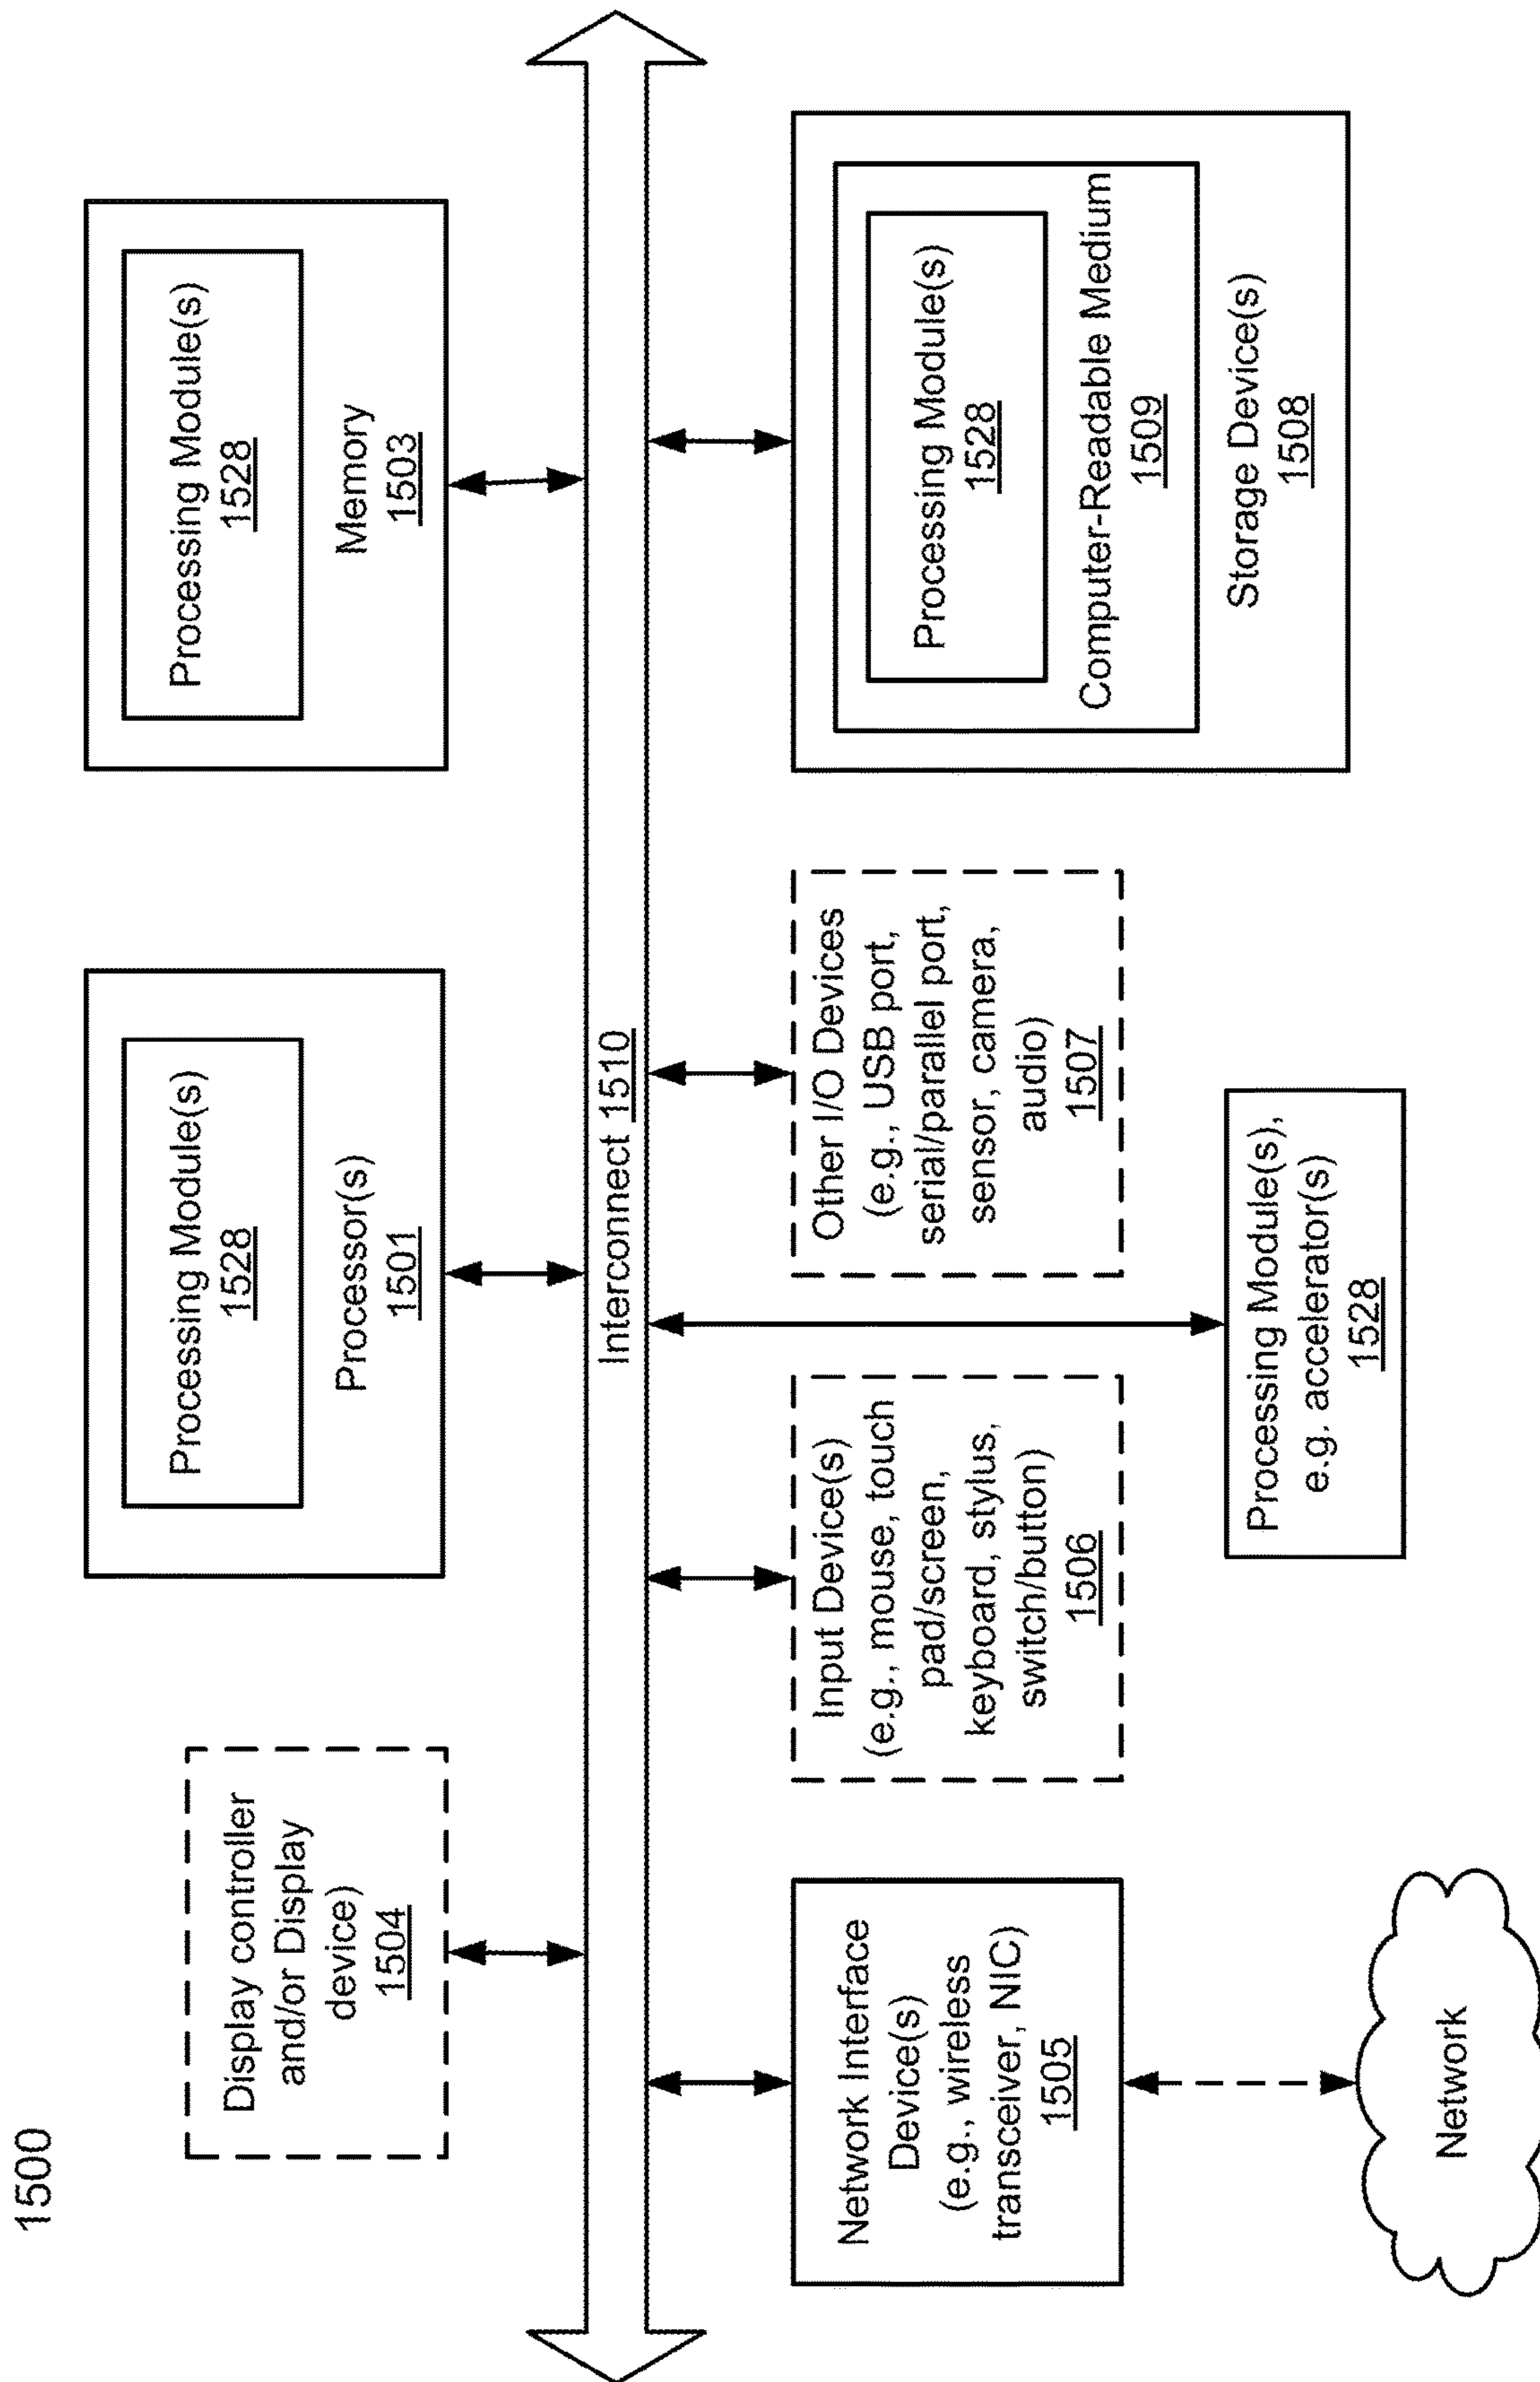 1500
Display controller
and/or Display
device)
1504
Processing Module(s)
1528
Processor(s)
1501
Processing Module(s)
1528
Memory
1503
Interconnect 1510
Network Interface
Device(s)
(e.g., wireless
transceiver, NIC)
1505
Input Device(s)
(e.g., mouse, touch
pad/screen,
keyboard, stylus,
switch/button)
1506
Other I/O Devices
(e.g., USB port,
serial/parallel port,
sensor, camera,
audio)
1507
Processing Module(s)
1528
Computer-Readable Medium
1509
Storage Device(s)
1508
Processing Module(s),
e.g. accelerator(s)
1528
Network